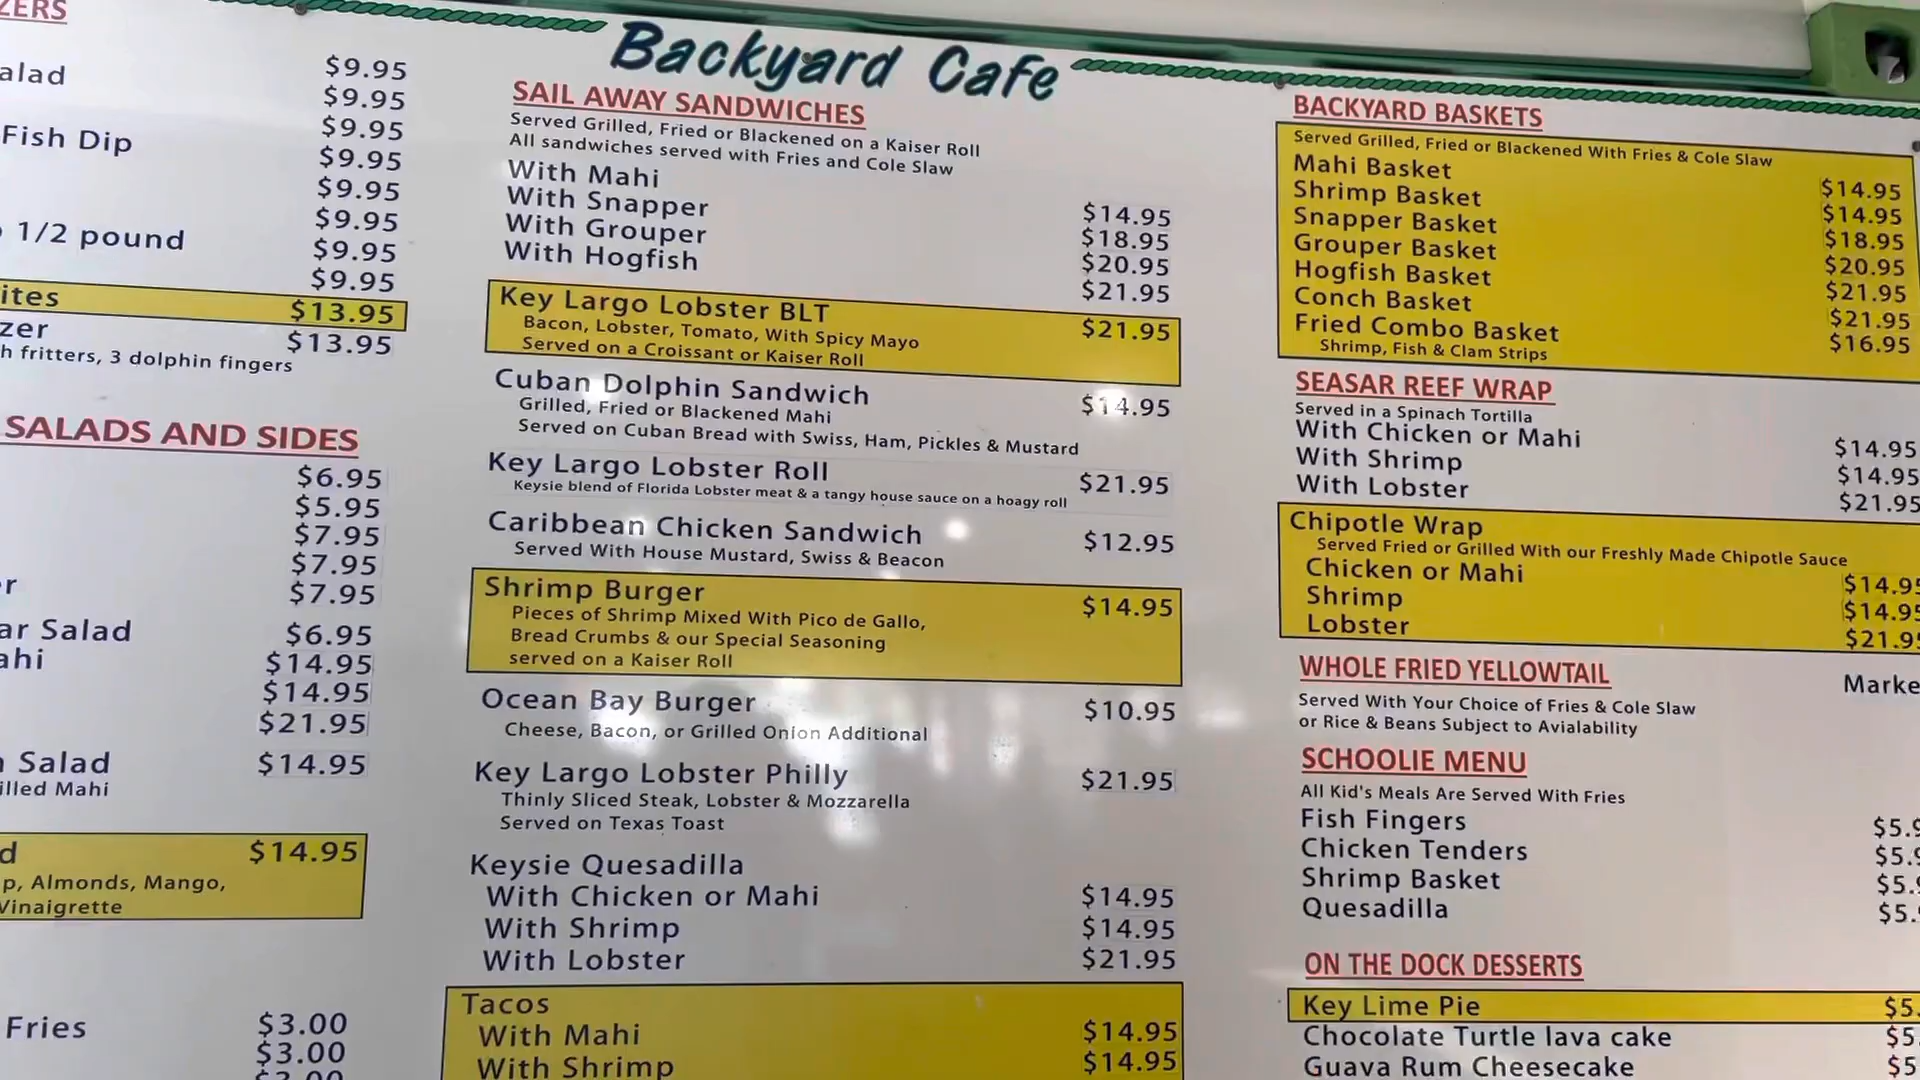 Backyard Cafe
ZERS
alad
$9.95
$9.95
Fish Dip
$9.95
$9.95
$9.95
$9.95
1/2 pound
$9.95
$9.95
ites $13.95
zer $13.95
h fritters, 3 dolphin fingers
SALADS AND SIDES
$6.95
$5.95
$7.95
$7.95
r $7.95
ar Salad $6.95
ahi $14.95
$14.95
$21.95
Salad $14.95
illed Mahi
d $14.95
p, Almonds, Mango,
Vinaigrette
Fries $3.00
$3.00
SAIL AWAY SANDWICHES
Served Grilled, Fried or Blackened on a Kaiser Roll
All sandwiches served with Fries and Cole Slaw
With Mahi $14.95
With Snapper $18.95
With Grouper $20.95
With Hogfish $21.95
Key Largo Lobster BLT $21.95
Bacon, Lobster, Tomato, With Spicy Mayo
Served on a Croissant or Kaiser Roll
Cuban Dolphin Sandwich $14.95
Grilled, Fried or Blackened Mahi
Served on Cuban Bread with Swiss, Ham, Pickles & Mustard
Key Largo Lobster Roll $21.95
Keysie blend of Florida Lobster meat & a tangy house sauce on a hoagy roll
Caribbean Chicken Sandwich $12.95
Served With House Mustard, Swiss & Beacon
Shrimp Burger $14.95
Pieces of Shrimp Mixed With Pico de Gallo,
Bread Crumbs & our Special Seasoning
served on a Kaiser Roll
Ocean Bay Burger $10.95
Cheese, Bacon, or Grilled Onion Additional
Key Largo Lobster Philly $21.95
Thinly Sliced Steak, Lobster & Mozzarella
Served on Texas Toast
Keysie Quesadilla
With Chicken or Mahi $14.95
With Shrimp $14.95
With Lobster $21.95
Tacos
With Mahi $14.95
With Shrimp $14.95
BACKYARD BASKETS
Served Grilled, Fried or Blackened With Fries & Cole Slaw
Mahi Basket $14.95
Shrimp Basket $14.95
Snapper Basket $18.95
Grouper Basket $20.95
Hogfish Basket $21.95
Conch Basket $21.95
Fried Combo Basket $16.95
Shrimp, Fish & Clam Strips
SEASAR REEF WRAP
Served in a Spinach Tortilla
With Chicken or Mahi $14.95
With Shrimp $14.95
With Lobster $21.95
Chipotle Wrap
Served Fried or Grilled With our Freshly Made Chipotle Sauce
Chicken or Mahi $14.95
Shrimp $14.95
Lobster $21.95
WHOLE FRIED YELLOWTAIL Marke
Served With Your Choice of Fries & Cole Slaw
or Rice & Beans Subject to Avialability
SCHOOLIE MENU
All Kid's Meals Are Served With Fries
Fish Fingers $5.9
Chicken Tenders $5.9
Shrimp Basket $5.9
Quesadilla $5.
ON THE DOCK DESSERTS
Key Lime Pie $5.
Chocolate Turtle lava cake $5
Guava Rum Cheesecake $5